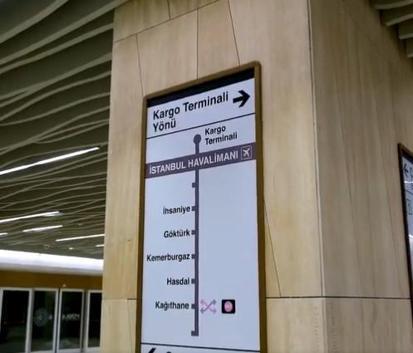 Kargo Terminali
Yönü
Kargo
Terminali
İSTANBUL HAVALİMANI
İhsaniye
Göktürk
Kemerburgaz
Hasdal
Kağıthane